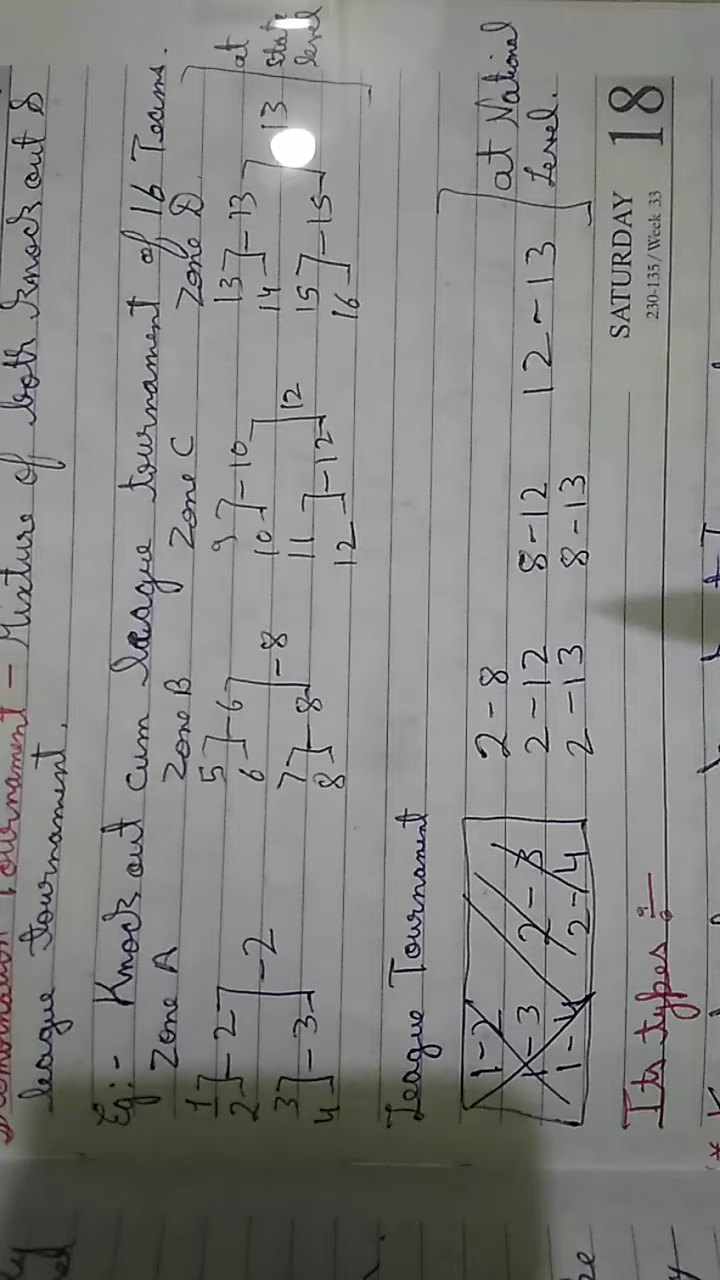 Combination Tournament - Mixture of both knock out &
league tournament.
Eg:- Knock out cum league tournament of 16 Teams.
Zone A Zone B Zone C Zone D
1 5 9 13 at
2 ]-2 6 ]-6 10 ]-10 14 ]-13 state
-2 -8 12 13 level
3 7 11 15
4 ]-3 8 ]-8 12 ]-12 16 ]-15
League Tournament
1-2 2-8 at National
1-3 2-3 2-12 8-12 12-13 Level.
1-4 2-4 2-13 8-13
SATURDAY 18
230-135/Week 33
Its types :-